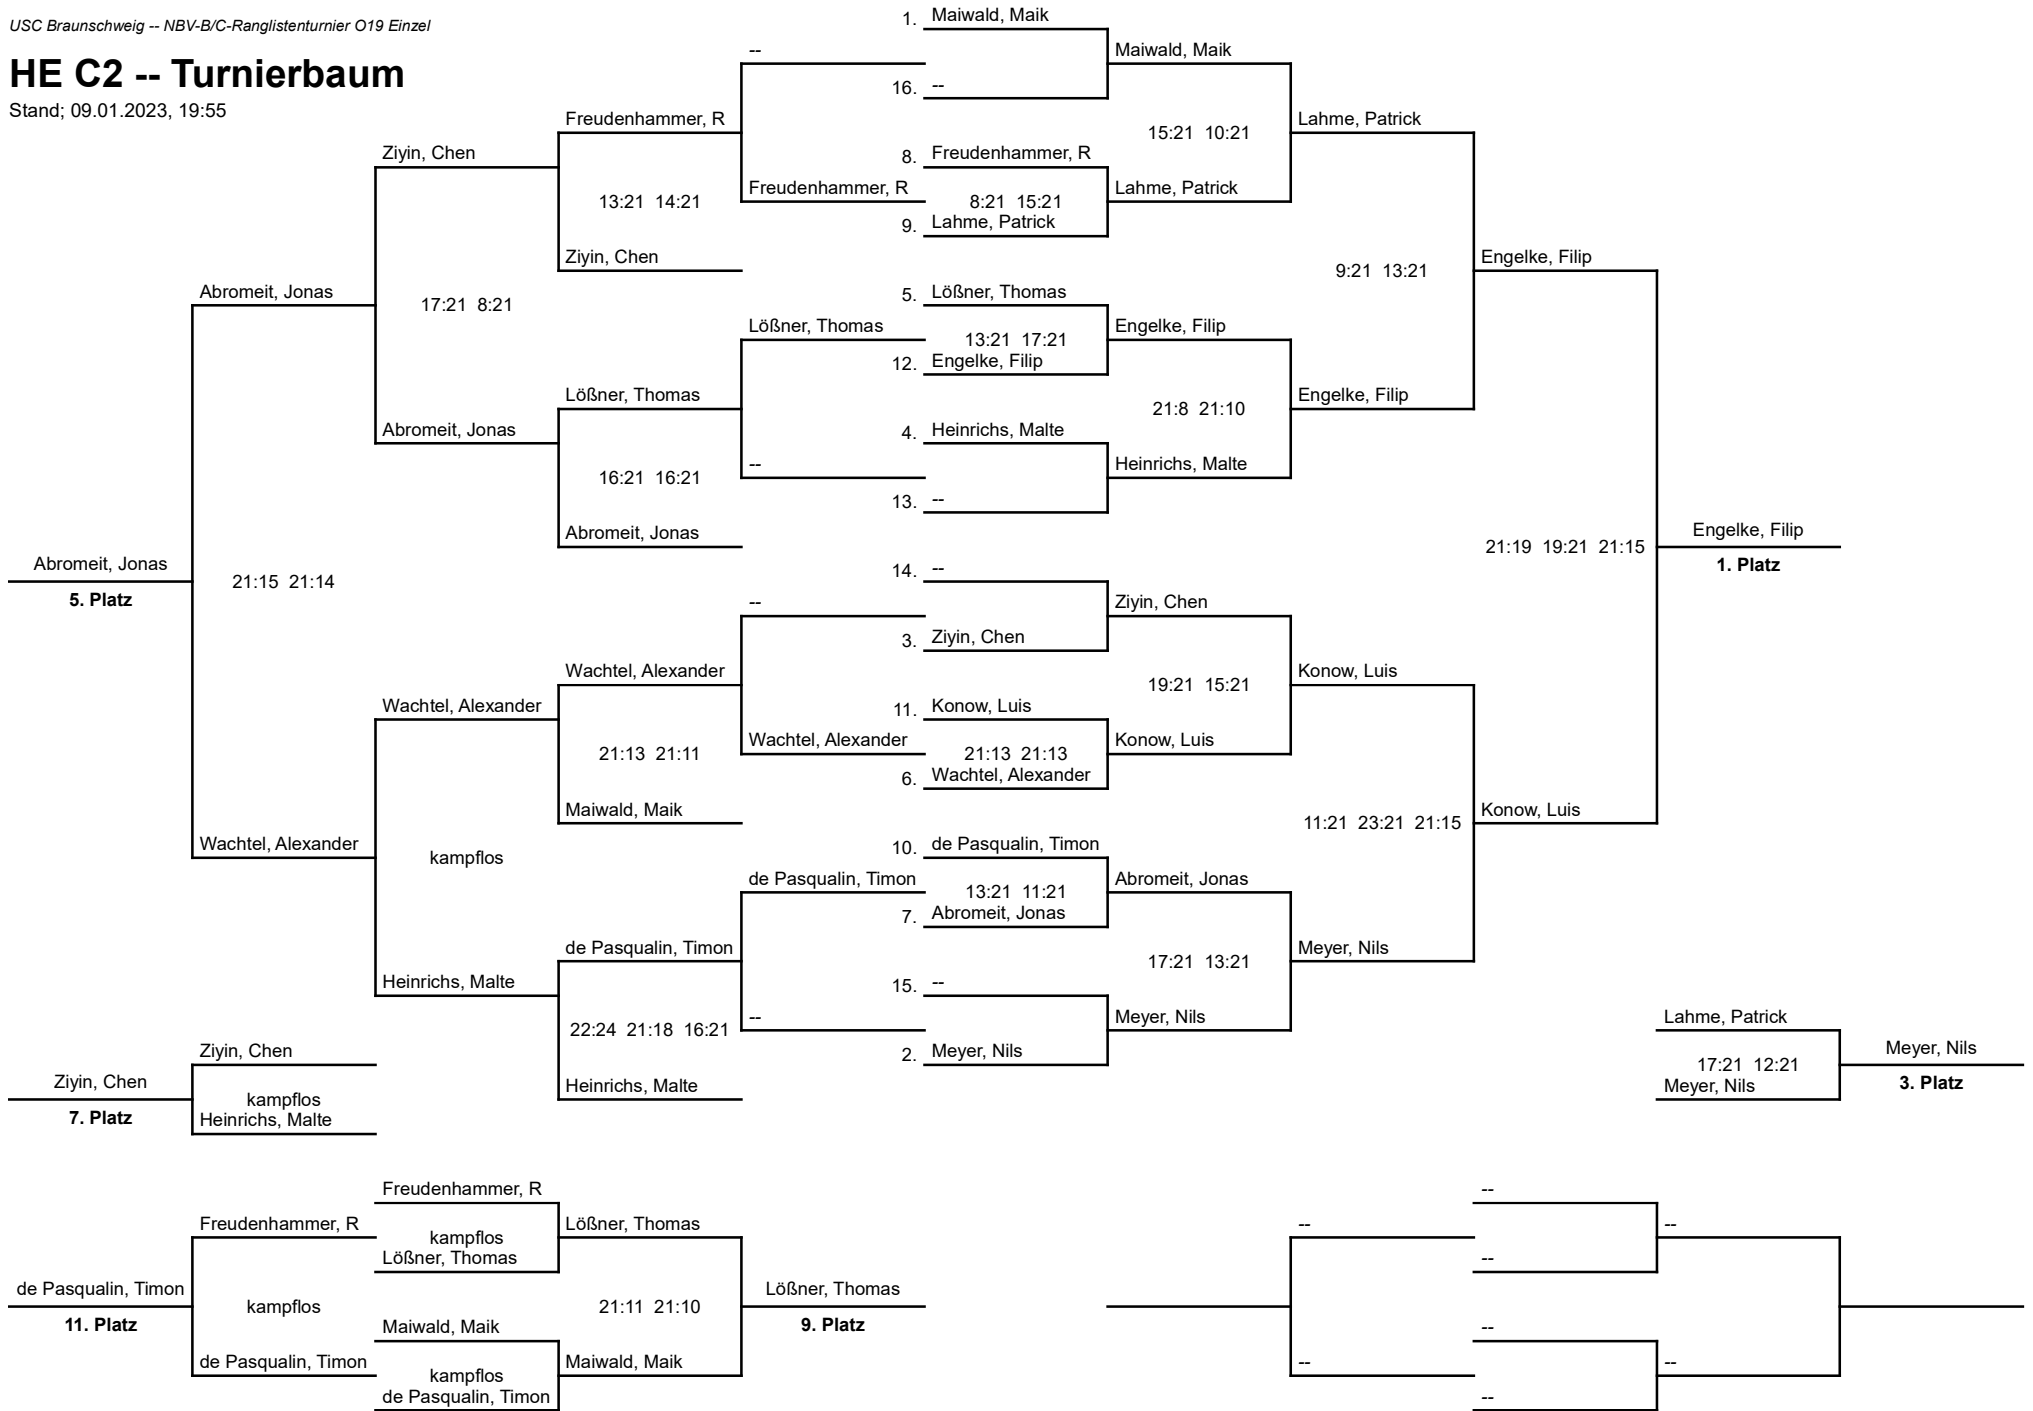 USC Braunschweig -- NBV-B/C-Ranglistenturnier O19 Einzel
HE C2 -- Turnierbaum
Stand; 09.01.2023, 19:55
1. Maiwald, Maik
-- Maiwald, Maik
16. --
Freudenhammer, R 15:21 10:21 Lahme, Patrick
Ziyin, Chen 8. Freudenhammer, R
13:21 14:21 Freudenhammer, R 8:21 15:21 Lahme, Patrick
9. Lahme, Patrick
Ziyin, Chen 9:21 13:21 Engelke, Filip
Abromeit, Jonas 17:21 8:21 5. Lößner, Thomas
Lößner, Thomas 13:21 17:21 Engelke, Filip
12. Engelke, Filip
Lößner, Thomas 21:8 21:10 Engelke, Filip
Abromeit, Jonas 4. Heinrichs, Malte
16:21 16:21 -- Heinrichs, Malte
13. --
Abromeit, Jonas 21:19 19:21 21:15 Engelke, Filip
1. Platz
Abromeit, Jonas 21:15 21:14 14. --
5. Platz -- Ziyin, Chen
3. Ziyin, Chen
Wachtel, Alexander 19:21 15:21 Konow, Luis
Wachtel, Alexander 11. Konow, Luis
21:13 21:11 Wachtel, Alexander 21:13 21:13 Konow, Luis
6. Wachtel, Alexander
Maiwald, Maik 11:21 23:21 21:15 Konow, Luis
Wachtel, Alexander kampflos 10. de Pasqualin, Timon
de Pasqualin, Timon 13:21 11:21 Abromeit, Jonas
7. Abromeit, Jonas
de Pasqualin, Timon 17:21 13:21 Meyer, Nils
Heinrichs, Malte 15. --
22:24 21:18 16:21 -- Meyer, Nils Lahme, Patrick
Ziyin, Chen 2. Meyer, Nils 17:21 12:21 Meyer, Nils
Ziyin, Chen kampflos Heinrichs, Malte Meyer, Nils 3. Platz
7. Platz Heinrichs, Malte
Freudenhammer, R --
Freudenhammer, R kampflos Lößner, Thomas -- --
Lößner, Thomas --
de Pasqualin, Timon kampflos 21:11 21:10 Lößner, Thomas
11. Platz Maiwald, Maik 9. Platz --
de Pasqualin, Timon kampflos Maiwald, Maik -- --
de Pasqualin, Timon --